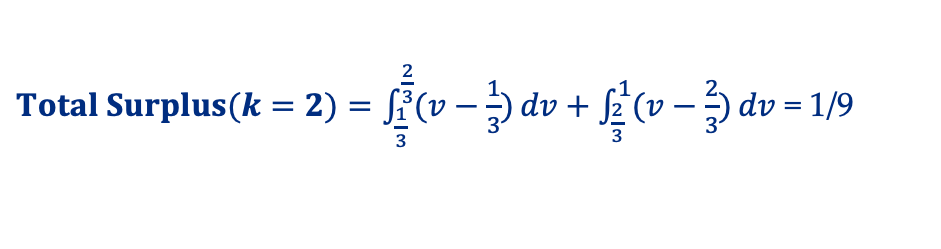 Total Surplus(k = 2) = ∫_{1/3}^{2/3} (v − 1/3) dv + ∫_{2/3}^{1} (v − 2/3) dv = 1/9